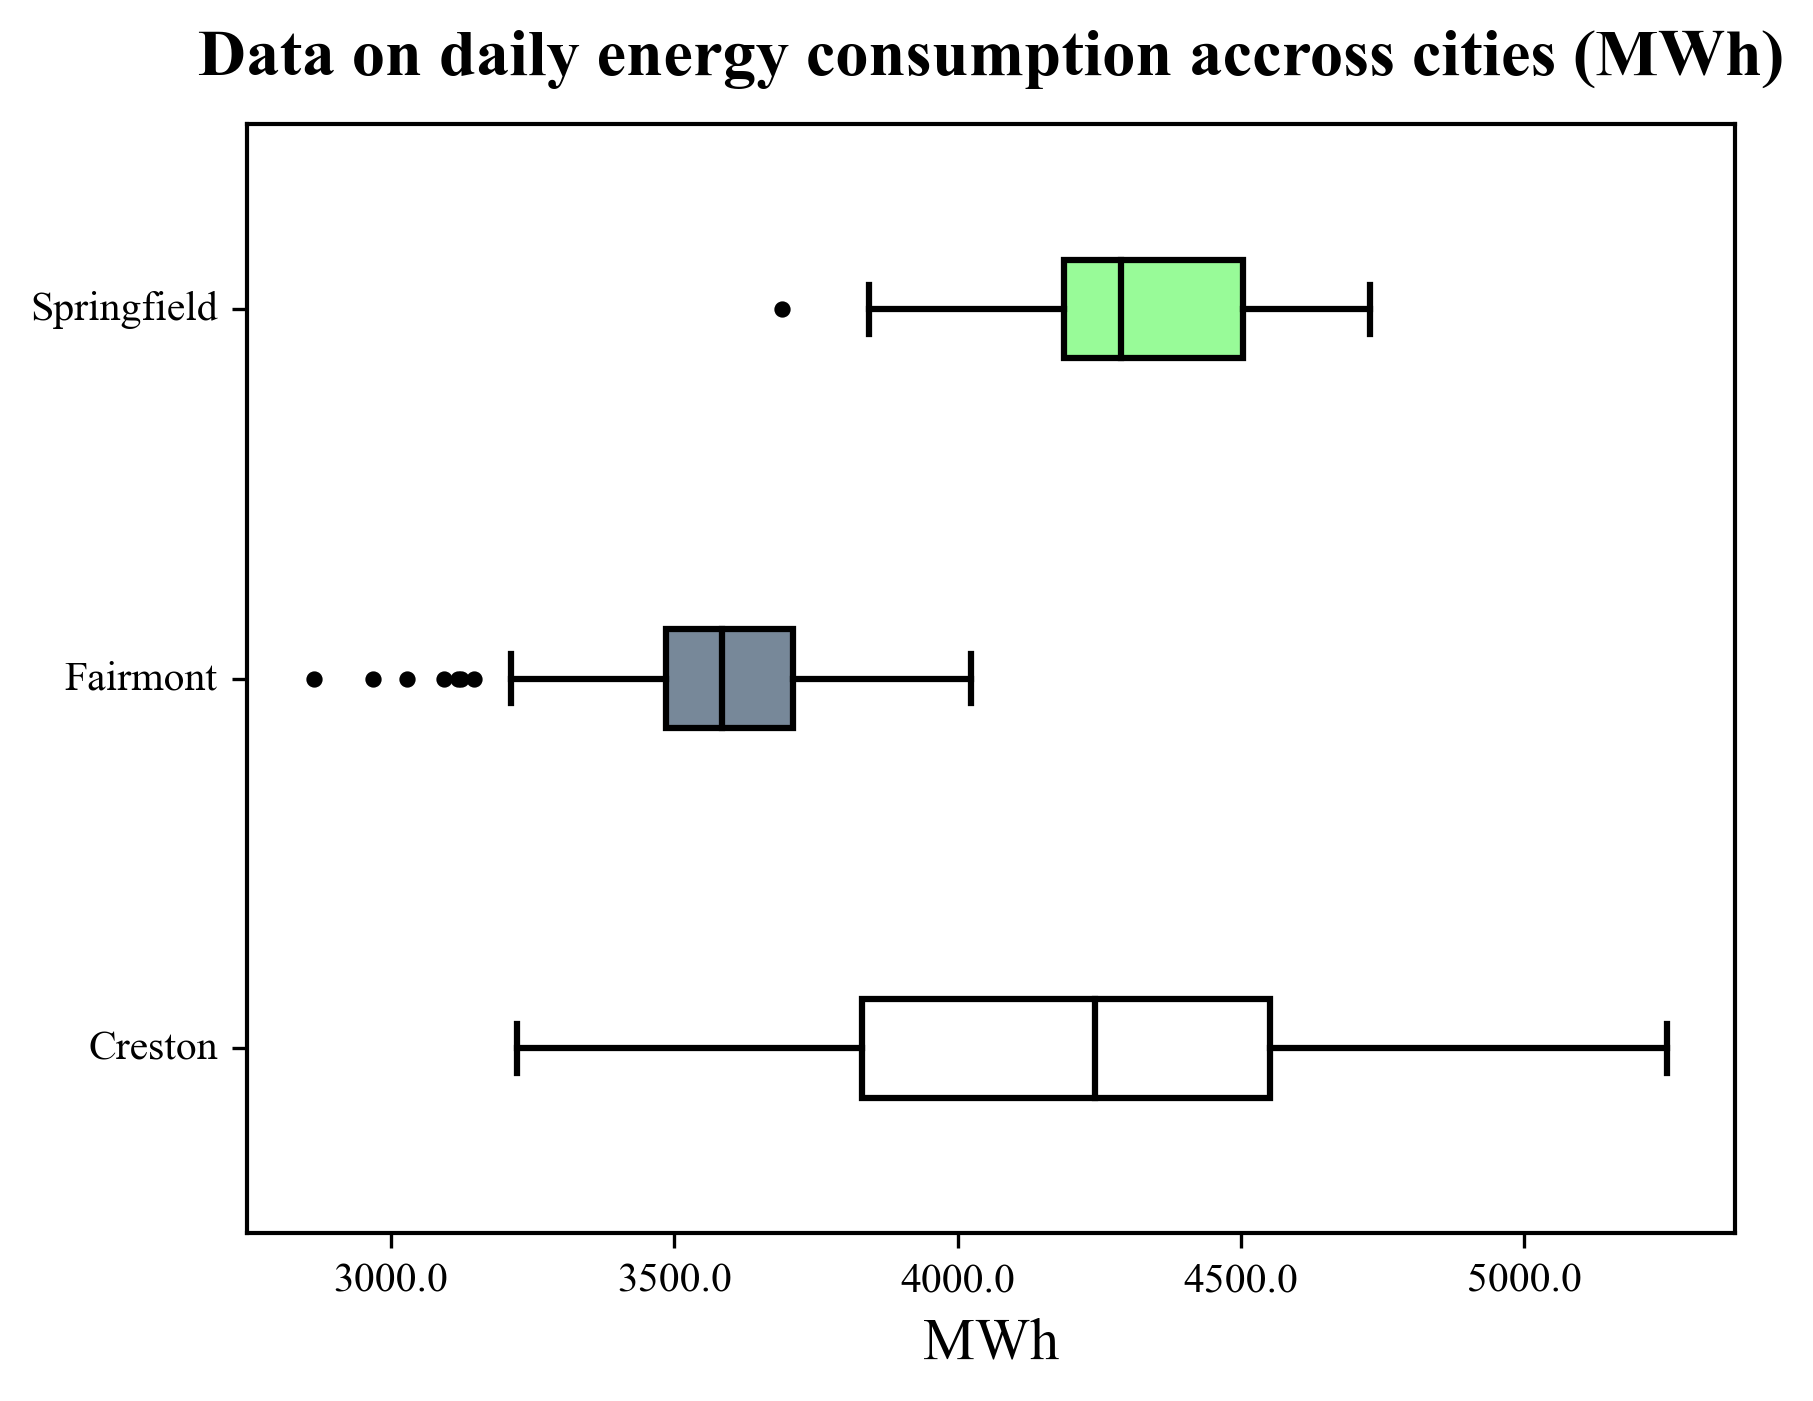 Data on daily energy consumption accross cities (MWh)
Springfield
Fairmont
Creston
3000.0 3500.0 4000.0 4500.0 5000.0
MWh